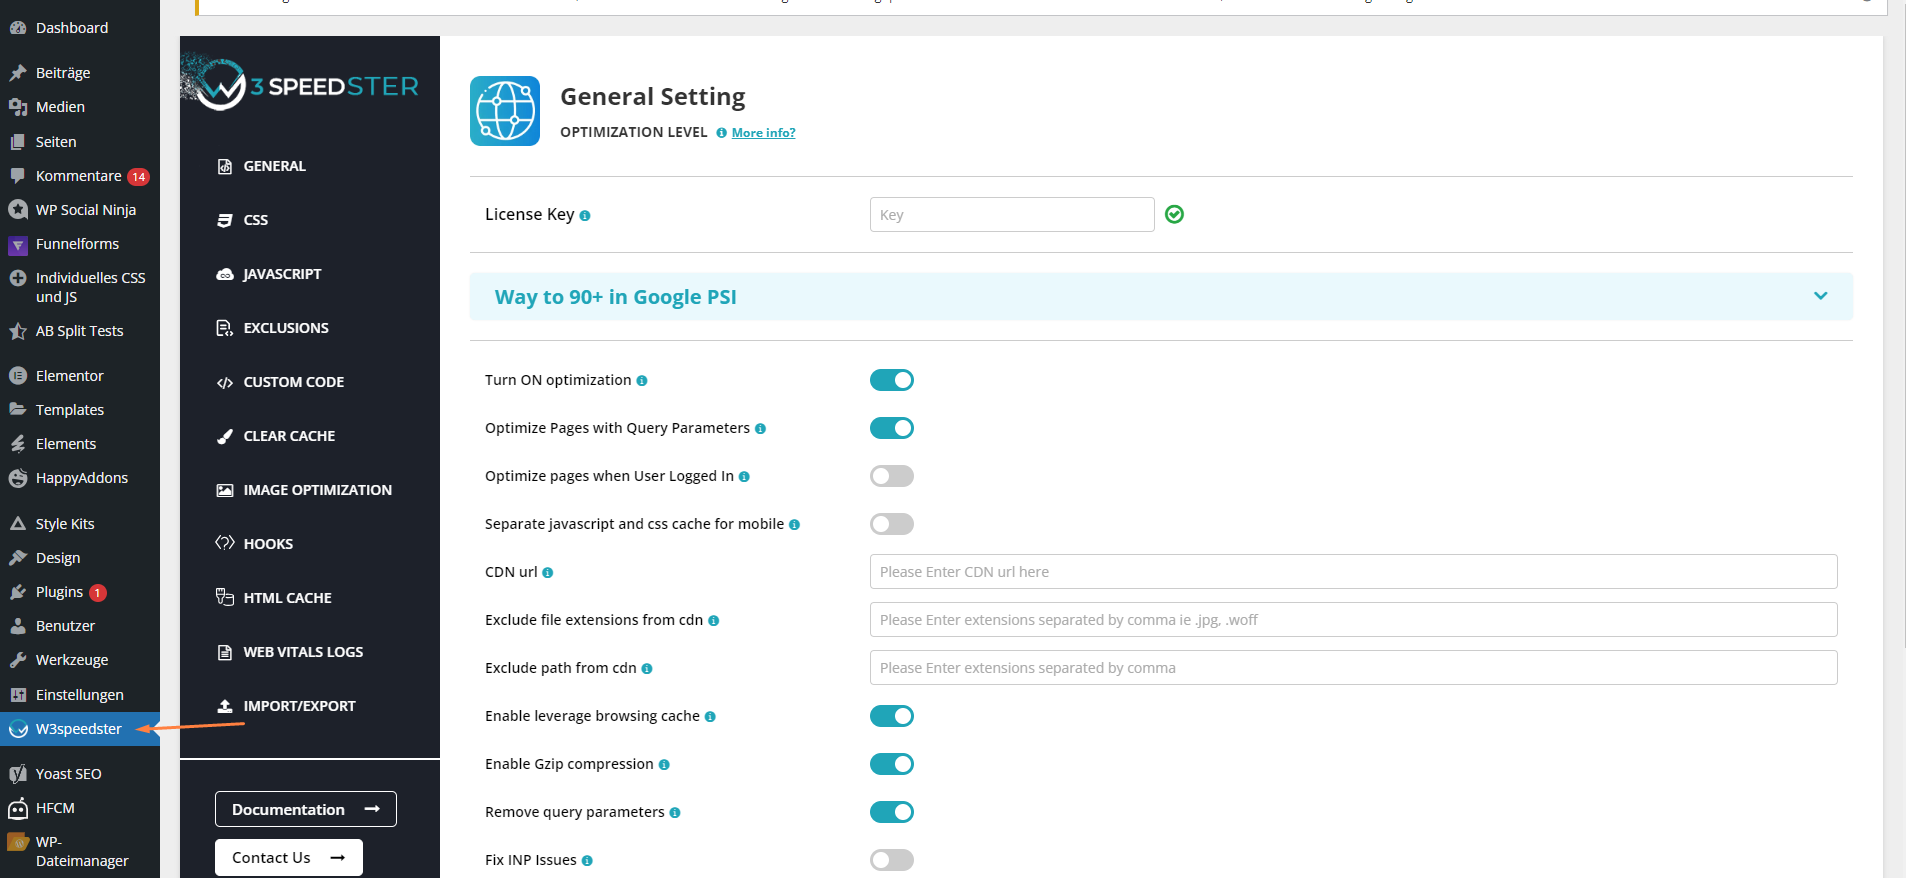 Dashboard
Beiträge
Medien
Seiten
Kommentare 14
WP Social Ninja
Funnelforms
Individuelles CSS
und JS
AB Split Tests
Elementor
Templates
Elements
HappyAddons
Style Kits
Design
Plugins 1
Benutzer
Werkzeuge
Einstellungen
W3speedster
Yoast SEO
HFCM
WP-
Dateimanager
W3 SPEEDSTER
GENERAL
CSS
JAVASCRIPT
EXCLUSIONS
CUSTOM CODE
CLEAR CACHE
IMAGE OPTIMIZATION
HOOKS
HTML CACHE
WEB VITALS LOGS
IMPORT/EXPORT
Documentation
Contact Us
General Setting
OPTIMIZATION LEVEL More info?
License Key Key
Way to 90+ in Google PSI
Turn ON optimization
Optimize Pages with Query Parameters
Optimize pages when User Logged In
Separate javascript and css cache for mobile
CDN url Please Enter CDN url here
Exclude file extensions from cdn Please Enter extensions separated by comma ie .jpg, .woff
Exclude path from cdn Please Enter extensions separated by comma
Enable leverage browsing cache
Enable Gzip compression
Remove query parameters
Fix INP Issues